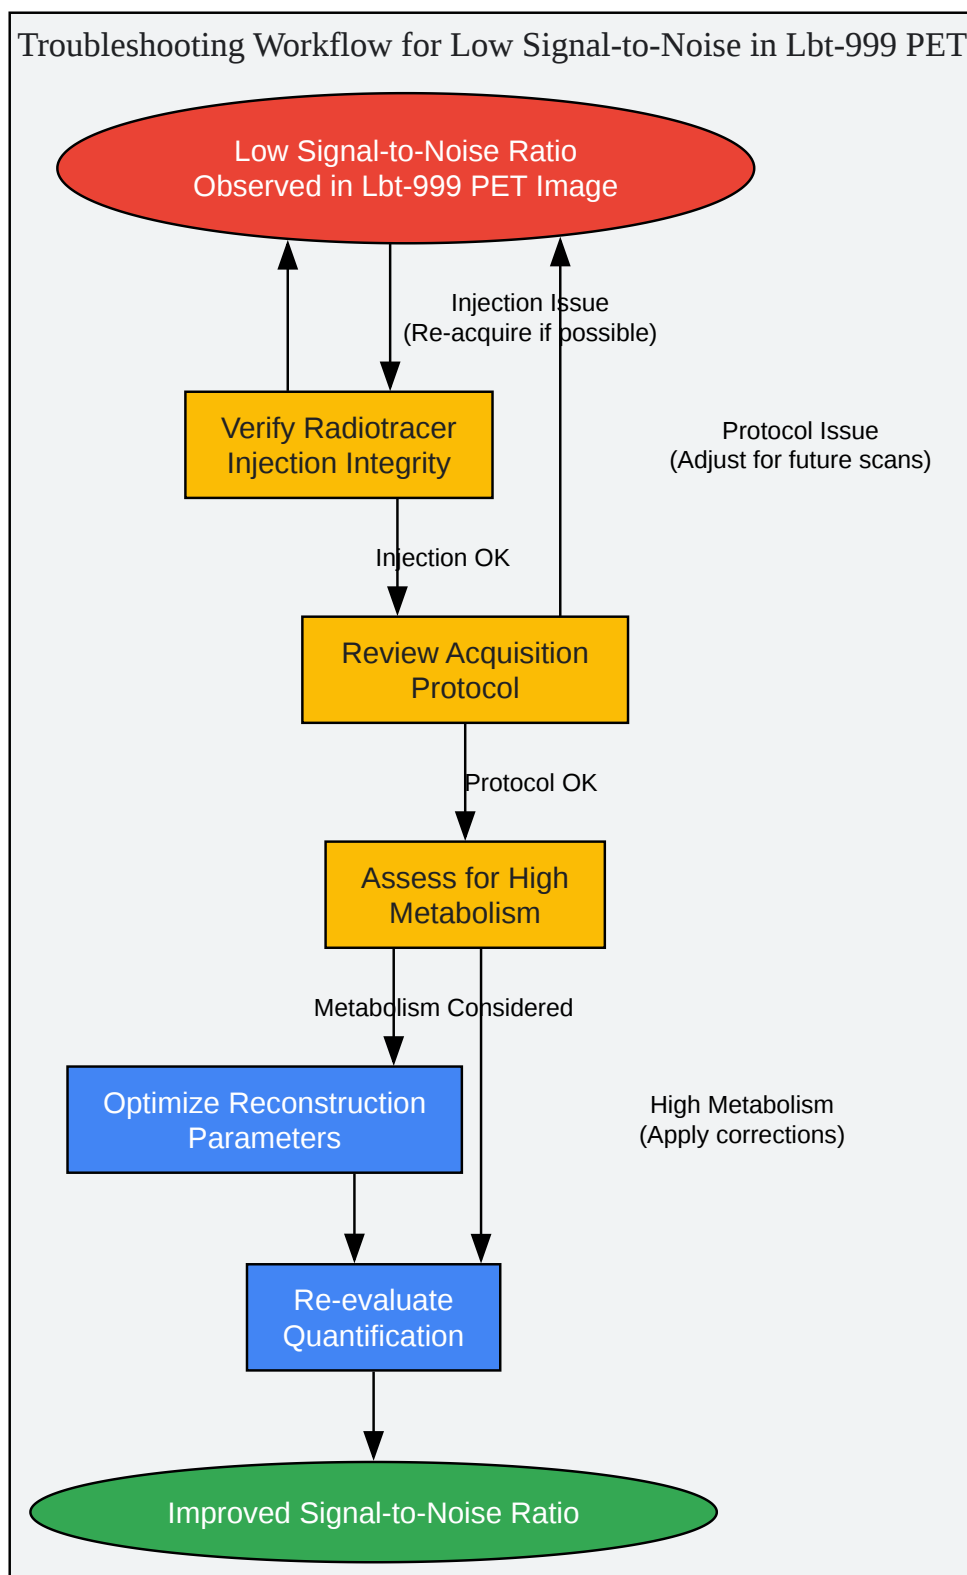 Troubleshooting Workflow for Low Signal-to-Noise in Lbt-999 PET
Low Signal-to-Noise Ratio
Observed in Lbt-999 PET Image
Injection Issue
(Re-acquire if possible)
Verify Radiotracer
Injection Integrity
Protocol Issue
(Adjust for future scans)
Injection OK
Review Acquisition
Protocol
Protocol OK
Assess for High
Metabolism
Metabolism Considered
Optimize Reconstruction
Parameters
High Metabolism
(Apply corrections)
Re-evaluate
Quantification
Improved Signal-to-Noise Ratio